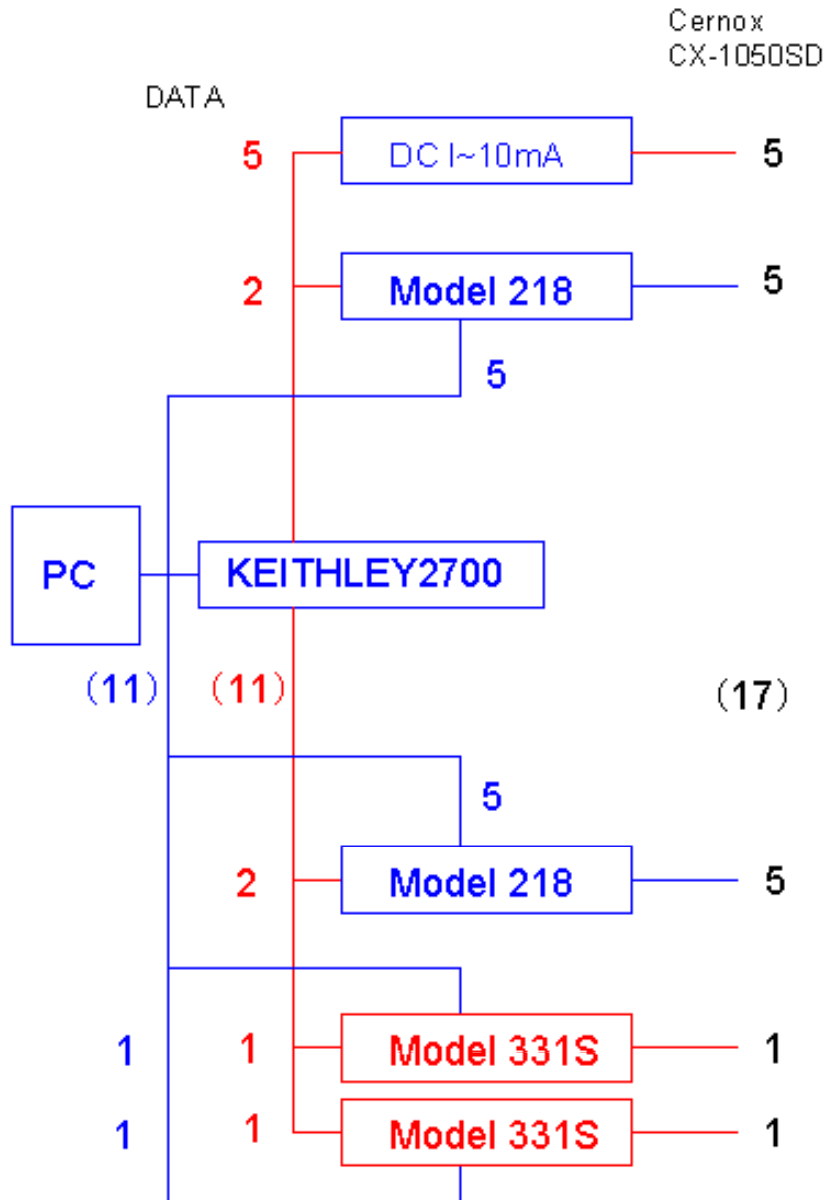 Cernox
CX-1050SD
DATA
5 DC I~10mA 5
2 Model 218 5
5
PC KEITHLEY2700
(11) (11) (17)
5
2 Model 218 5
1 1 Model 331S 1
1 1 Model 331S 1